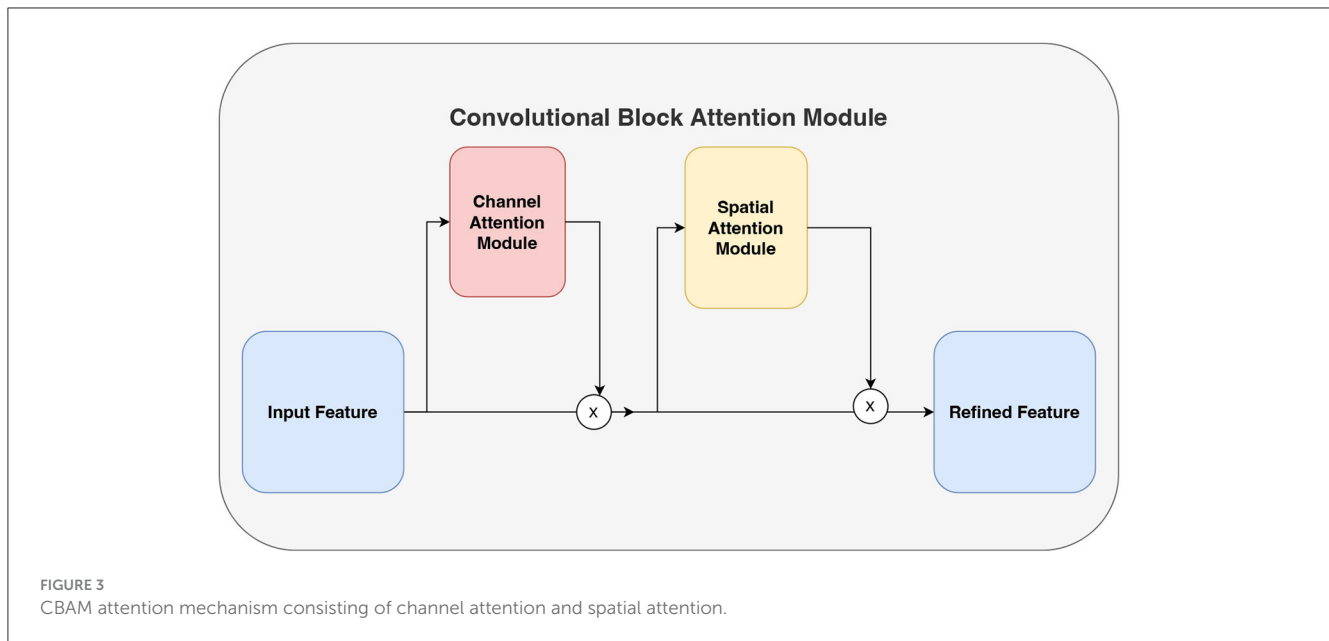 Convolutional Block Attention Module
Channel
Attention
Module
Spatial
Attention
Module
Input Feature
X
X
Refined Feature
FIGURE 3
CBAM attention mechanism consisting of channel attention and spatial attention.